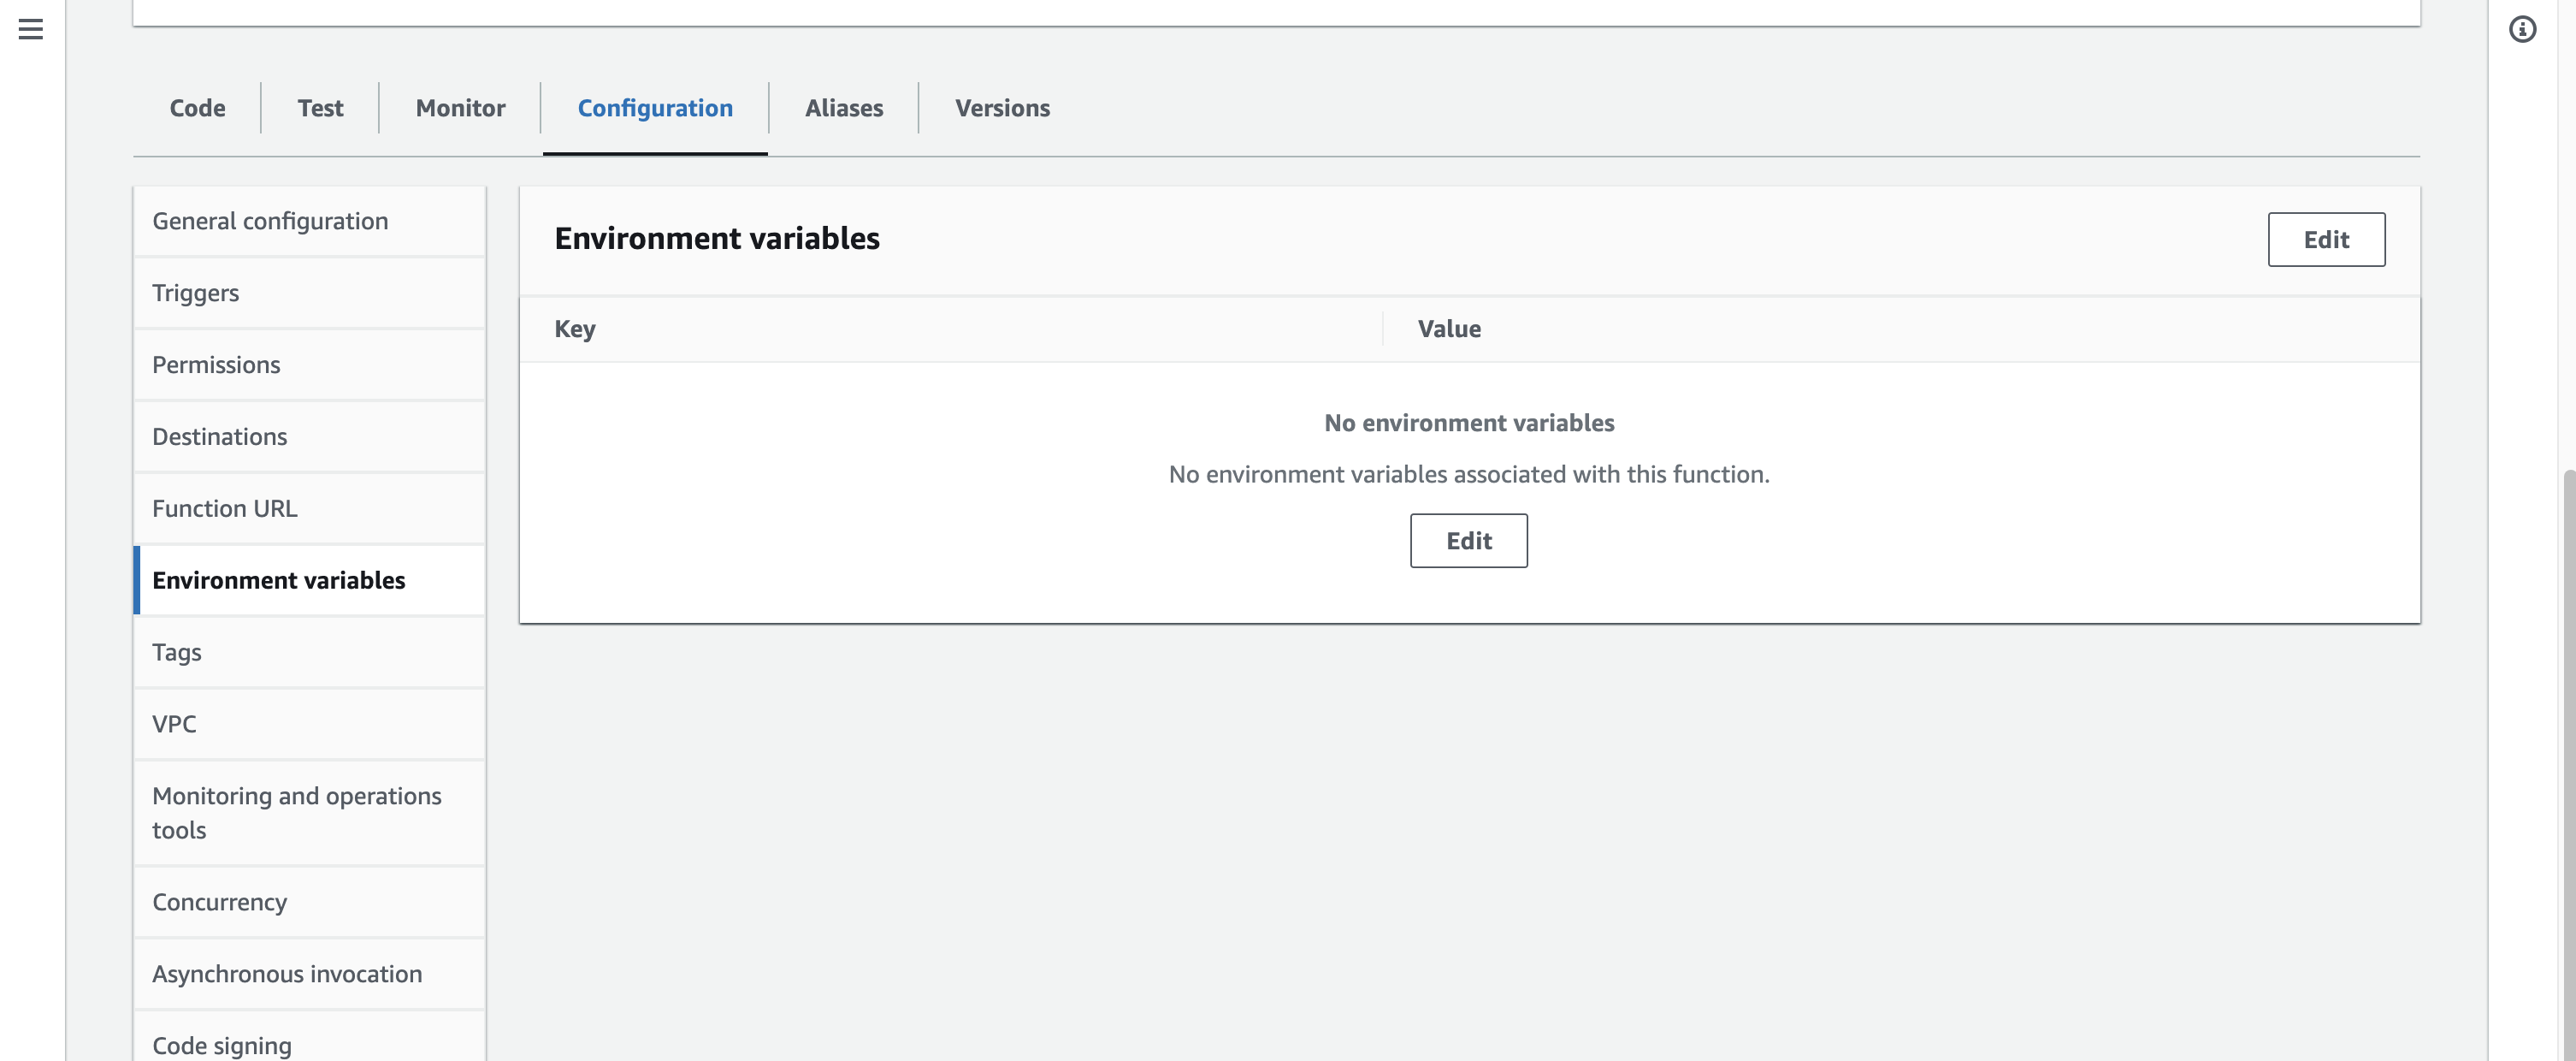 Code
Test
Monitor
Configuration
Aliases
Versions
General configuration
Triggers
Permissions
Destinations
Function URL
Environment variables
Tags
VPC
Monitoring and operations
tools
Concurrency
Asynchronous invocation
Code signing
Environment variables
Edit
Key
Value
No environment variables
No environment variables associated with this function.
Edit